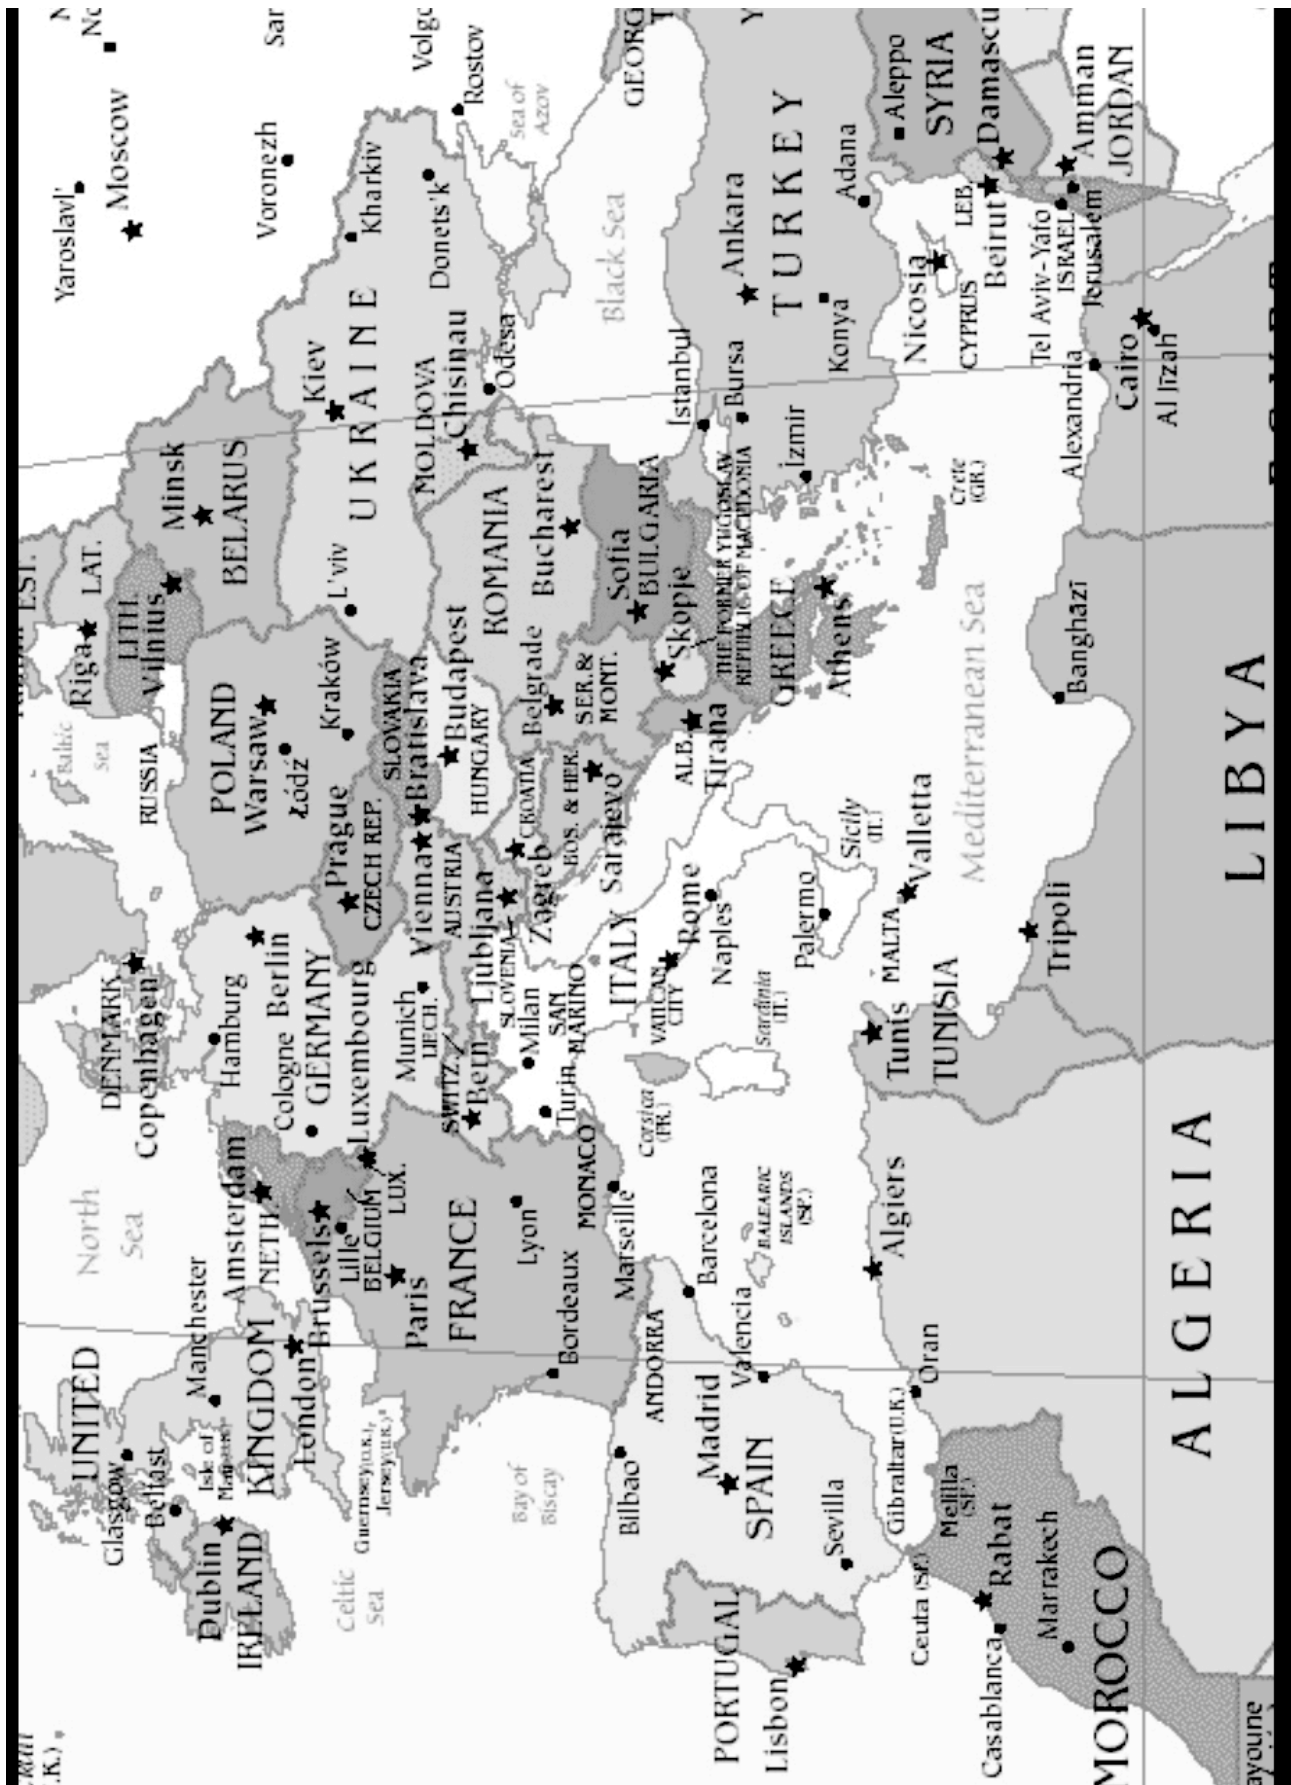 UNITED
Glasgow
North
Sea
DENMARK
Copenhagen
Baltic
Sea
Riga
LAT.
EST.
Yaroslavl'
Moscow
Belfast
Isle of
Manchester
Dublin
IRELAND
KINGDOM
London
Amsterdam
NETH.
Hamburg
Berlin
RUSSIA
LITH.
Vilnius
Minsk
BELARUS
POLAND
Warsaw
Łódź
Voronezh
Celtic
Sea
Guernsey (U.K.)
Jersey (U.K.)
Brussels
Lille
BELGIUM
LUX.
Cologne
GERMANY
Luxembourg
Prague
CZECH REP.
Kraków
L'viv
Kiev
UKRAINE
Kharkiv
Donets'k
Rostov
Paris
FRANCE
Munich
LIECH.
SWITZ.
Bern
Vienna
AUSTRIA
SLOVAKIA
Bratislava
Budapest
HUNGARY
MOLDOVA
Chisinau
Odesa
Sea of
Azov
Bay of
Biscay
Bordeaux
Lyon
Turin
Milan
Ljubljana
SLOVENIA
Zagreb
CROATIA
BOS. & HER.
Sarajevo
Belgrade
SER. &
MONT.
ROMANIA
Bucharest
Black Sea
GEORG
Bilbao
ANDORRA
Marseille
MONACO
SAN
MARINO
ITALY
VATICAN
CITY
Rome
Naples
Corsica
(FR.)
Sofia
BULGARIA
Skopje
THE FORMER YUGOSLAV
REPUBLIC OF MACEDONIA
ALB.
Tirana
GREECE
Athens
Istanbul
Bursa
Ankara
TURKEY
PORTUGAL
Lisbon
Madrid
SPAIN
Valencia
Barcelona
BALEARIC
ISLANDS
(SP.)
Sardinia
(IT.)
Palermo
Sicily
(IT.)
İzmir
Konya
Adana
Aleppo
SYRIA
Damascu
Sevilla
Gibraltar (U.K.)
Ceuta (SP.)
Melilla
(SP.)
Oran
Algiers
Tunis
TUNISIA
MALTA
Valletta
Mediterranean Sea
Crete
(GR.)
Nicosia
CYPRUS
LEB.
Beirut
Tel Aviv-Yafo
ISRAEL
Jerusalem
Amman
JORDAN
Casablanca
Rabat
Marrakech
MOROCCO
ALGERIA
Tripoli
LIBYA
Banghāzī
Alexandria
Cairo
Al Jīzah
ayoune